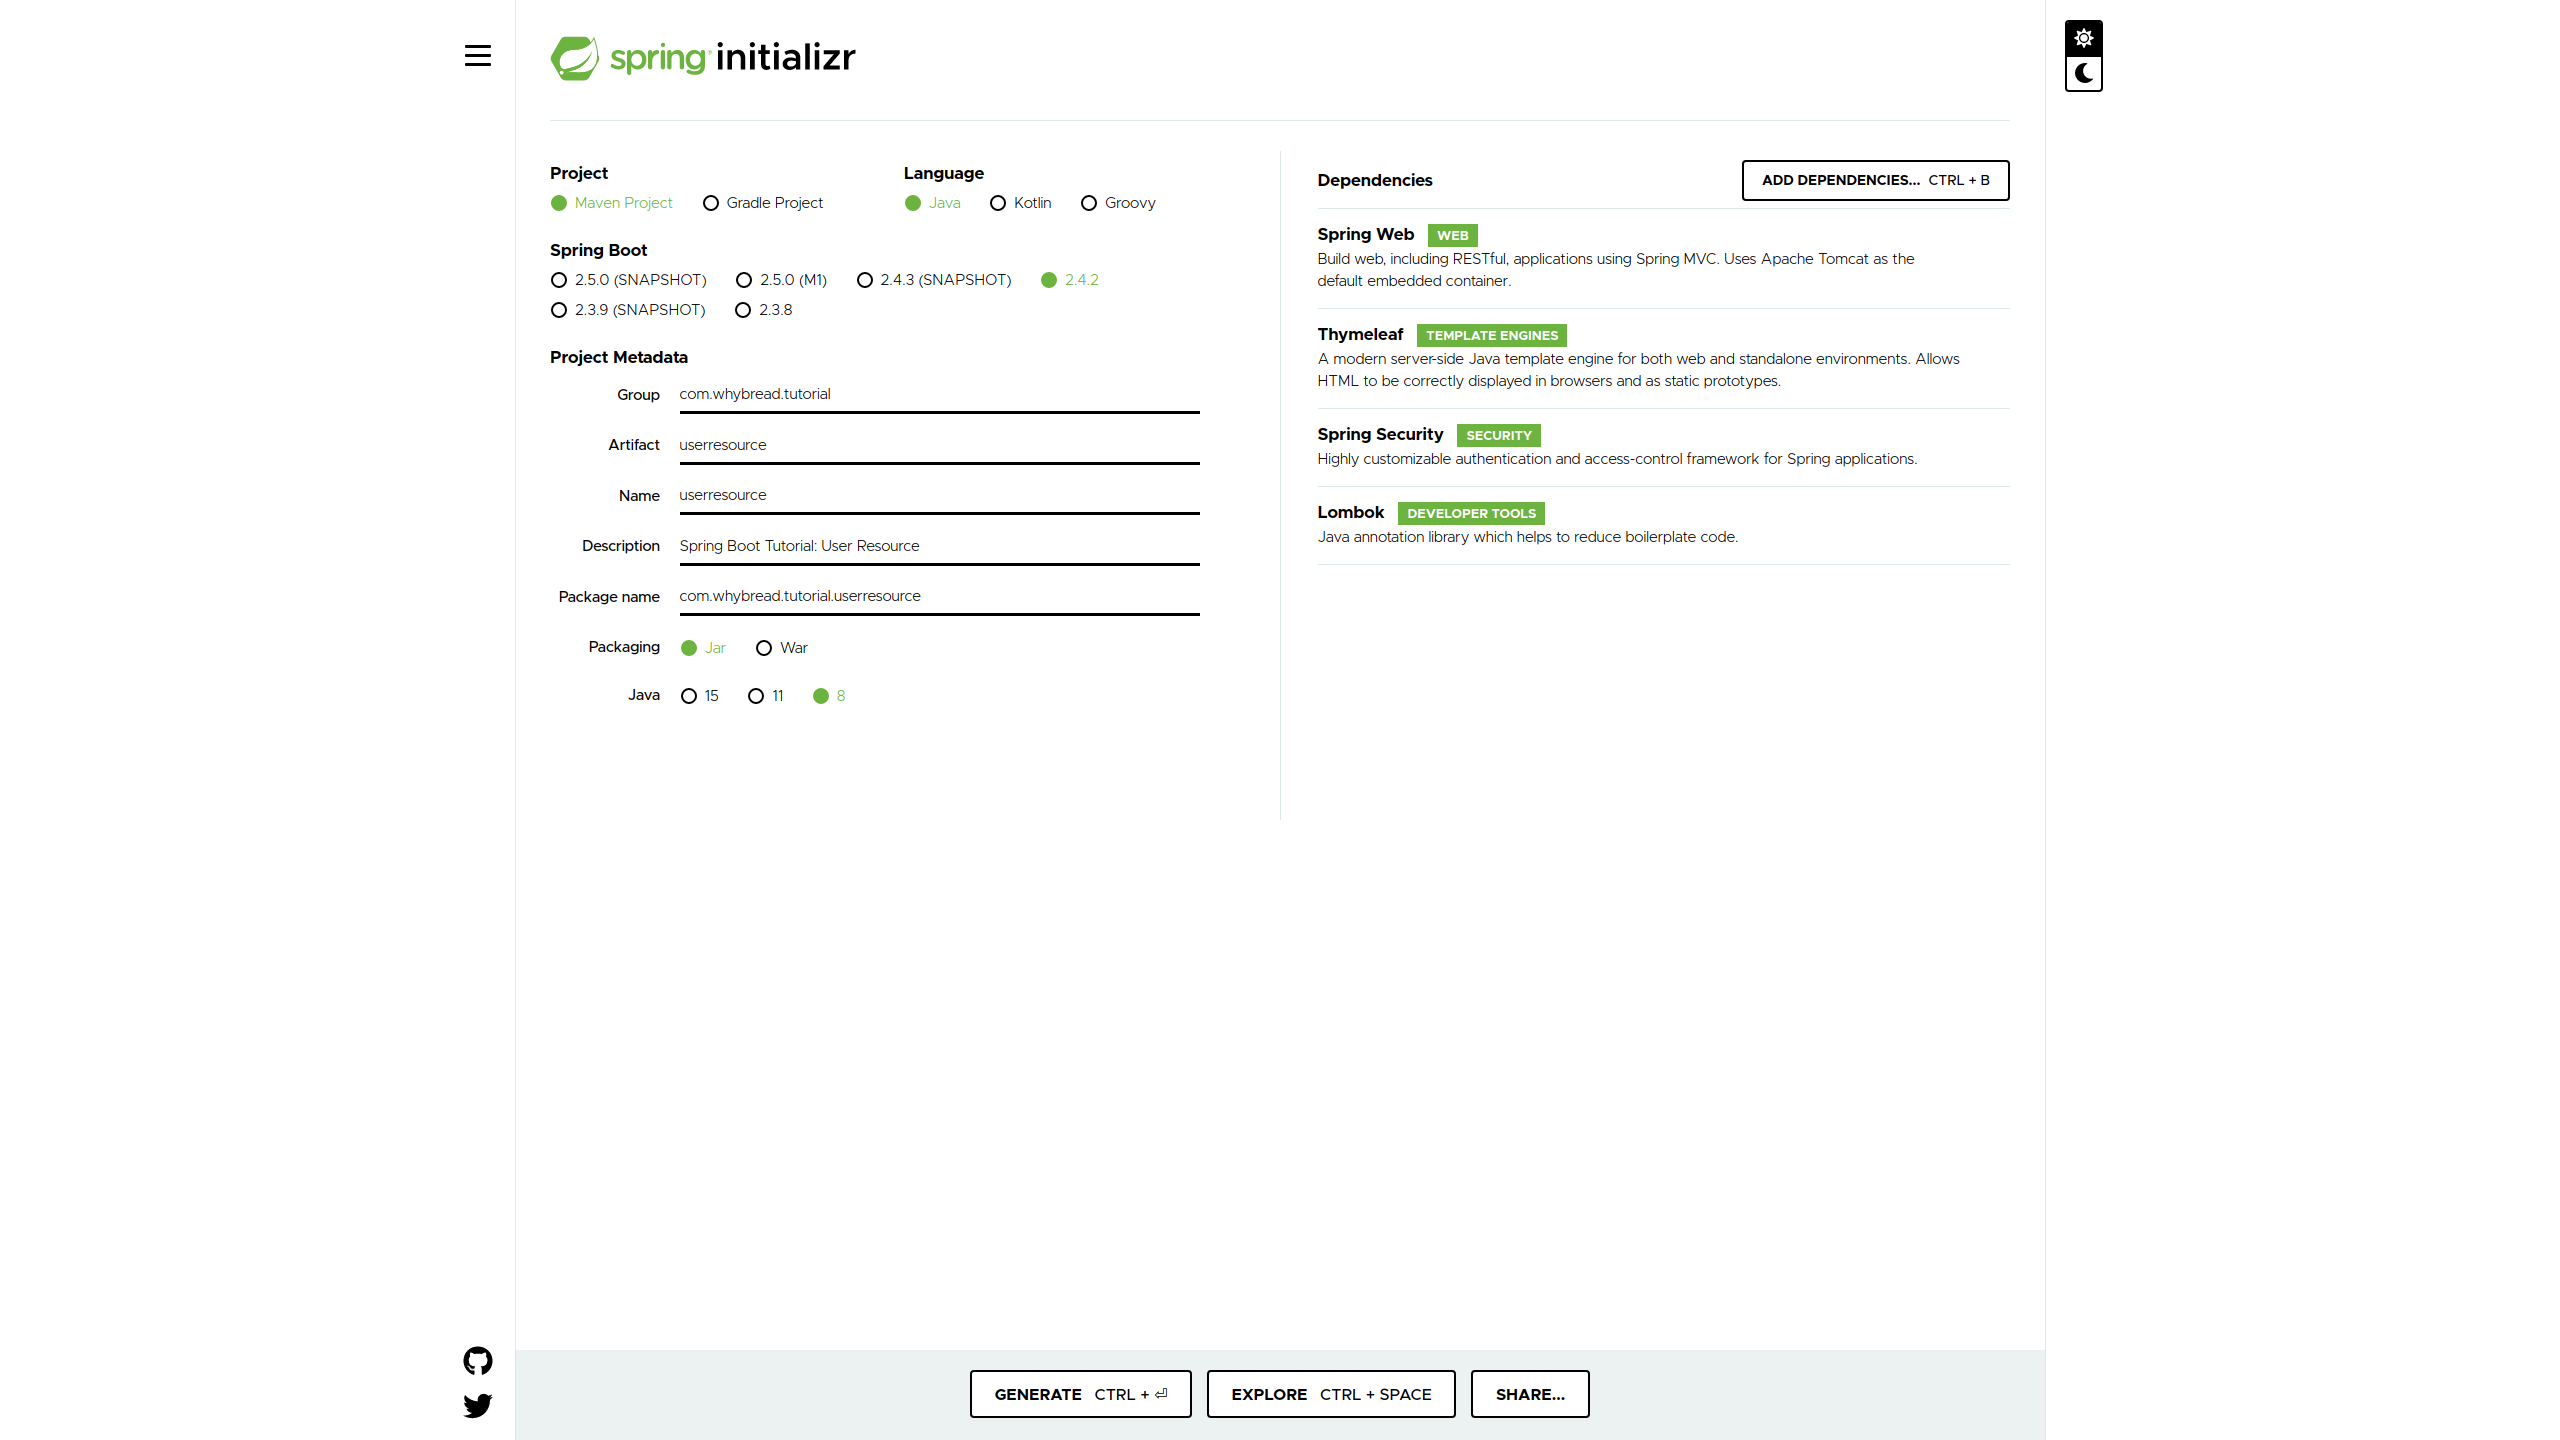 spring initializr
Project
Maven Project Gradle Project
Language
Java Kotlin Groovy
Spring Boot
2.5.0 (SNAPSHOT) 2.5.0 (M1) 2.4.3 (SNAPSHOT) 2.4.2
2.3.9 (SNAPSHOT) 2.3.8
Project Metadata
Group com.whybread.tutorial
Artifact userresource
Name userresource
Description Spring Boot Tutorial: User Resource
Package name com.whybread.tutorial.userresource
Packaging Jar War
Java 15 11 8
Dependencies ADD DEPENDENCIES... CTRL + B
Spring Web WEB
Build web, including RESTful, applications using Spring MVC. Uses Apache Tomcat as the
default embedded container.
Thymeleaf TEMPLATE ENGINES
A modern server-side Java template engine for both web and standalone environments. Allows
HTML to be correctly displayed in browsers and as static prototypes.
Spring Security SECURITY
Highly customizable authentication and access-control framework for Spring applications.
Lombok DEVELOPER TOOLS
Java annotation library which helps to reduce boilerplate code.
GENERATE CTRL + ⏎ EXPLORE CTRL + SPACE SHARE...